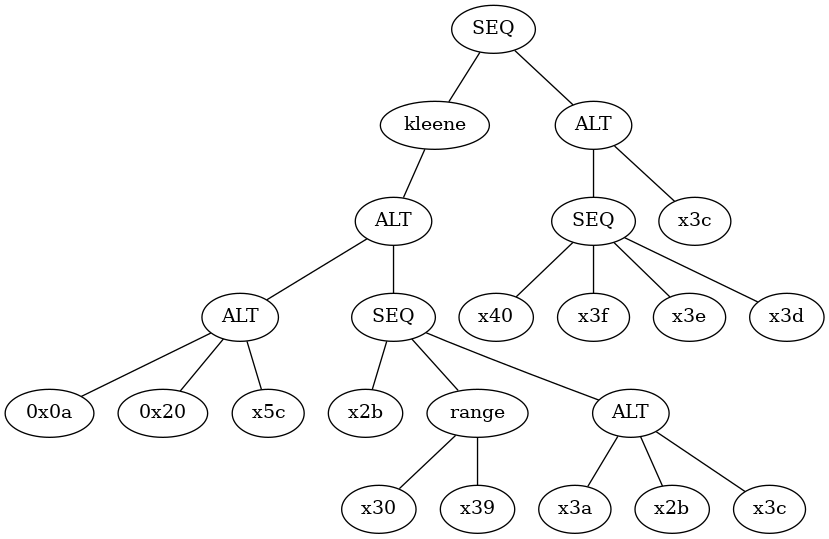 SEQ
kleene ALT
ALT SEQ x3c
ALT SEQ x40 x3f x3e x3d
0x0a 0x20 x5c x2b range ALT
x30 x39 x3a x2b x3c